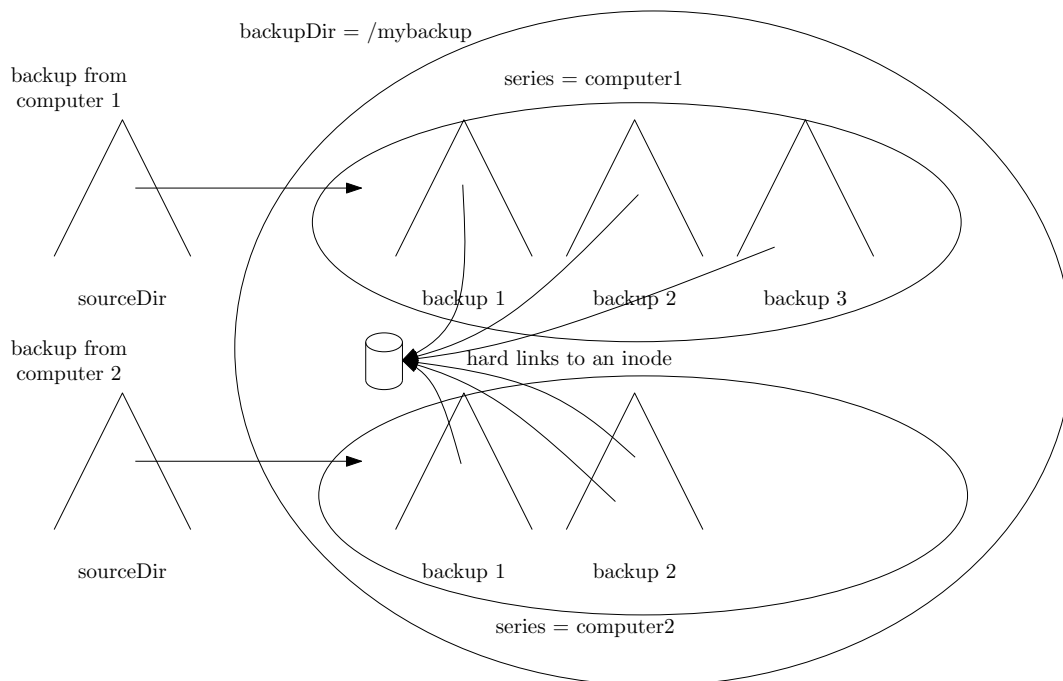 backupDir = /mybackup
backup from
computer 1
series = computer1
sourceDir
backup 1
backup 2
backup 3
backup from
computer 2
hard links to an inode
sourceDir
backup 1
backup 2
series = computer2